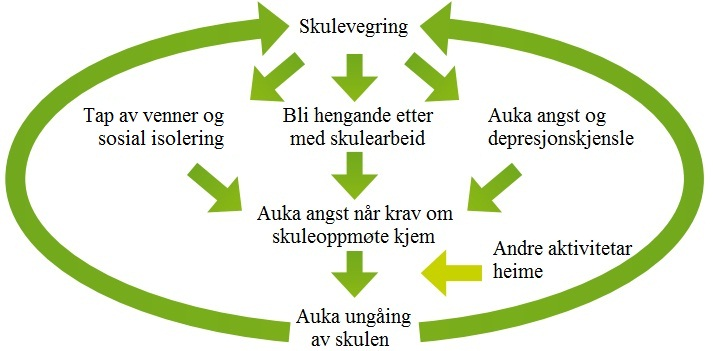 Skulevegring
Tap av venner og
sosial isolering
Bli hengande etter
med skulearbeid
Auka angst og
depresjonskjensle
Auka angst når krav om
skuleoppmøte kjem
Andre aktivitetar
heime
Auka ungåing
av skulen